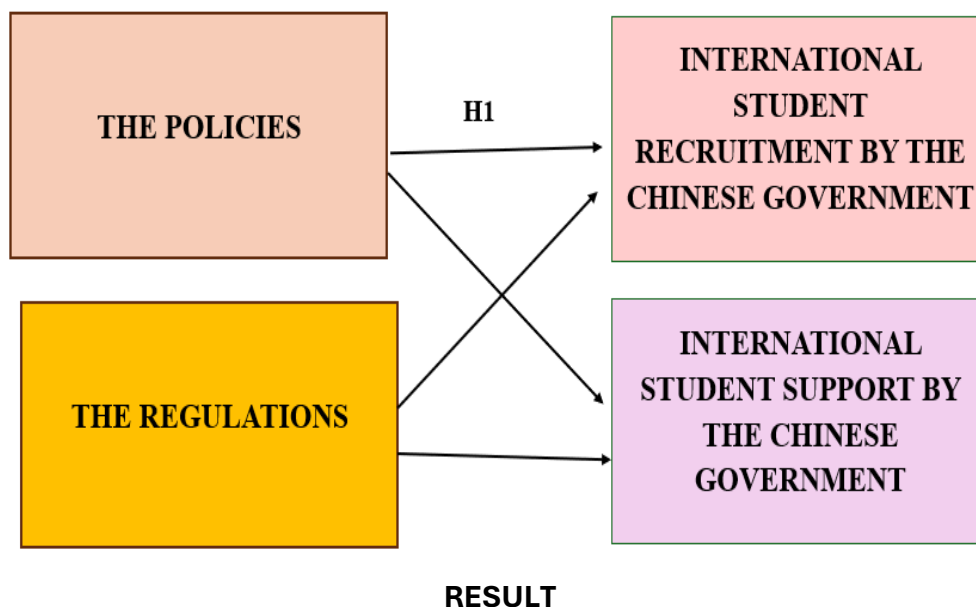 THE POLICIES
H1
INTERNATIONAL
STUDENT
RECRUITMENT BY THE
CHINESE GOVERNMENT
THE REGULATIONS
INTERNATIONAL
STUDENT SUPPORT BY
THE CHINESE
GOVERNMENT
RESULT